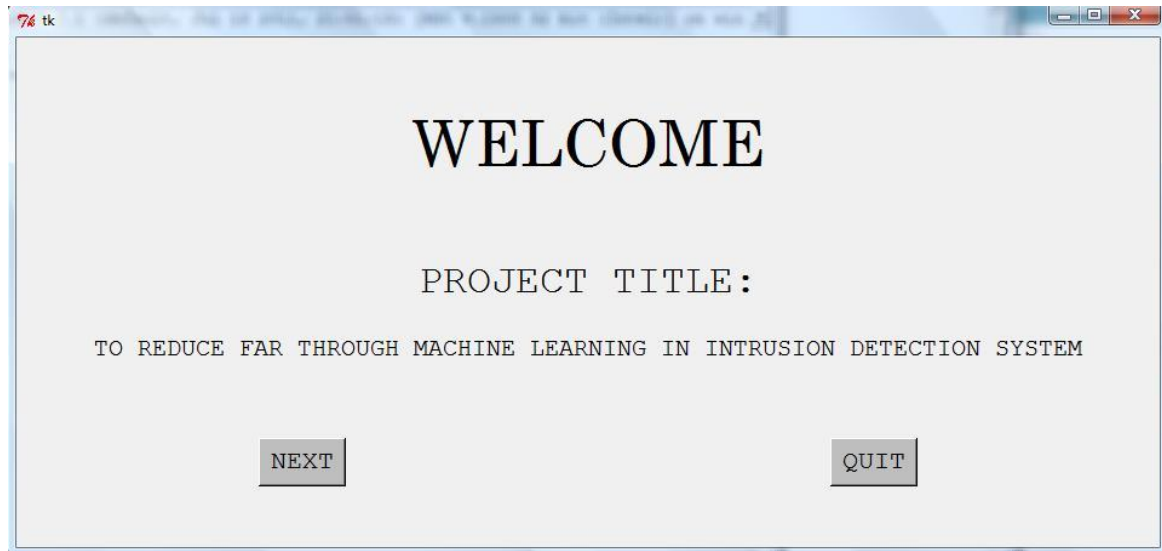 tk
WELCOME
PROJECT TITLE:
TO REDUCE FAR THROUGH MACHINE LEARNING IN INTRUSION DETECTION SYSTEM
NEXT QUIT